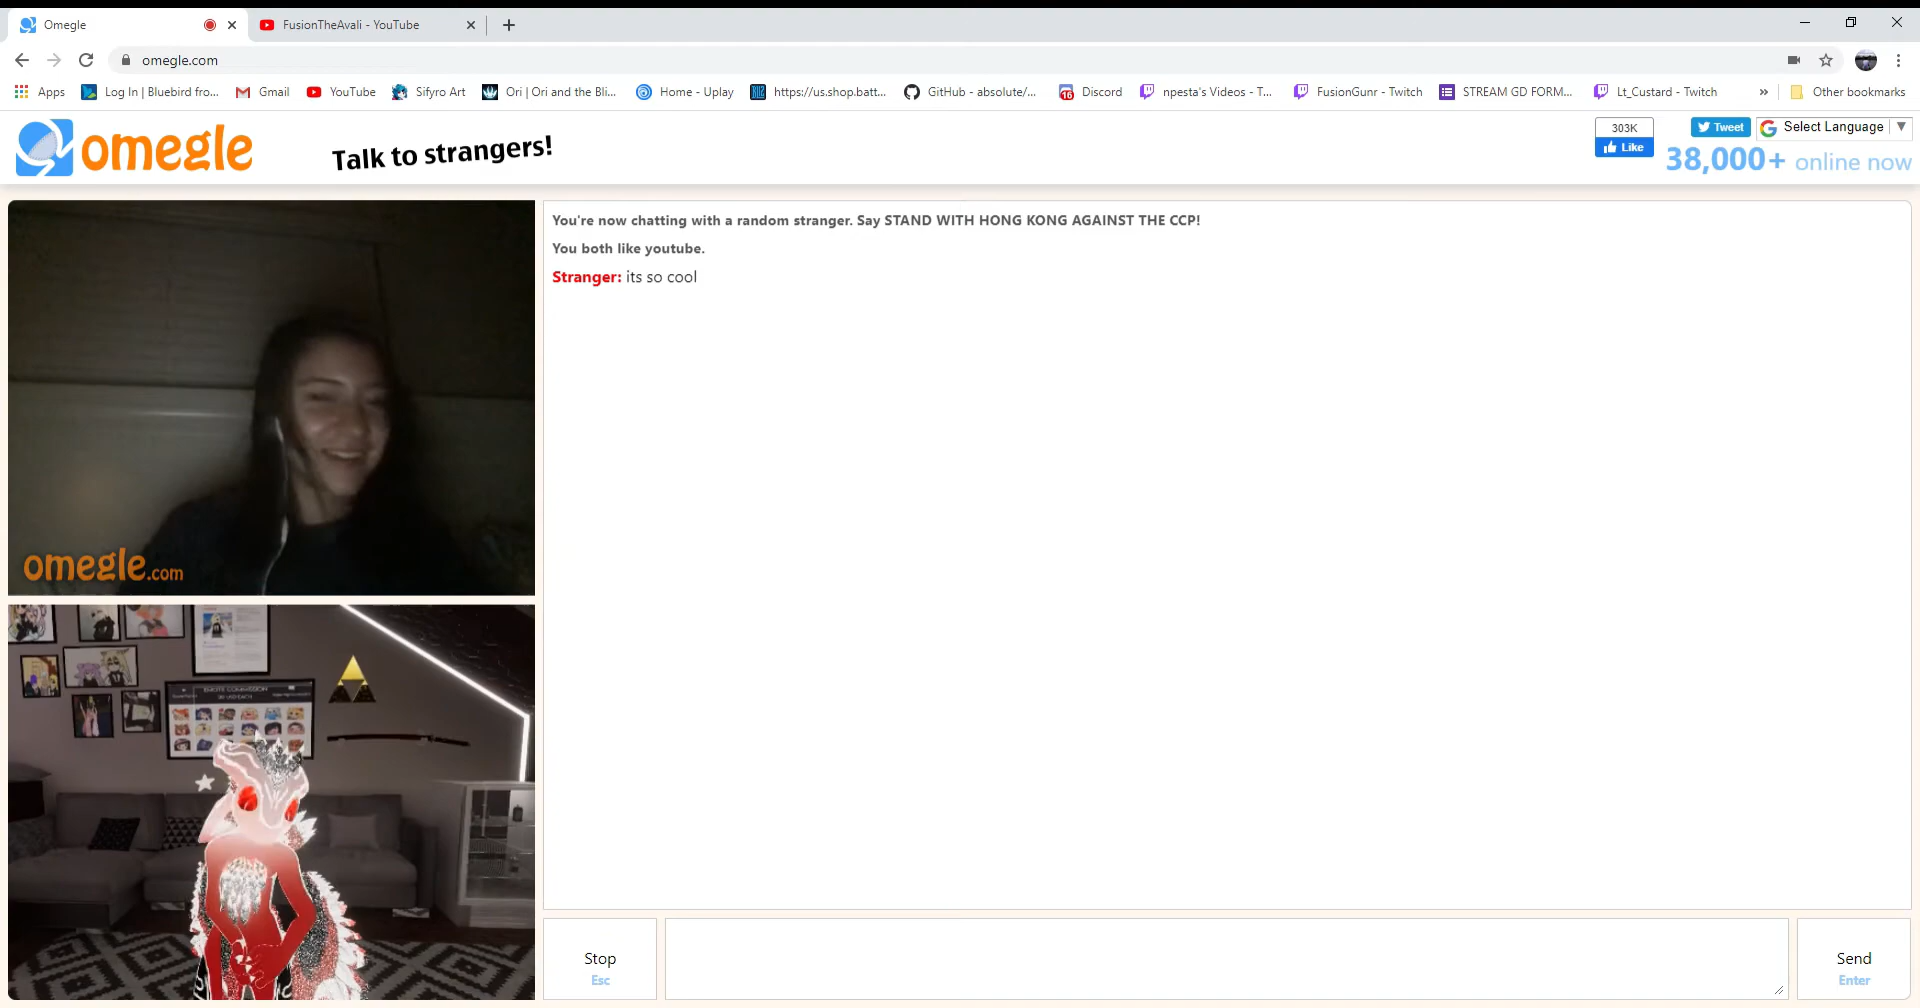 Omegle
FusionTheAvali - YouTube
omegle.com
Apps
Log In | Bluebird fro...
Gmail
YouTube
Sifyro Art
Ori | Ori and the Bli...
Home - Uplay
https://us.shop.batt...
GitHub - absolute/...
16
Discord
npesta's Videos - T...
FusionGunr - Twitch
STREAM GD FORM...
Lt_Custard - Twitch
»
Other bookmarks
omegle
Talk to strangers!
303K
Like
Tweet
Select Language
38,000+ online now
You're now chatting with a random stranger. Say STAND WITH HONG KONG AGAINST THE CCP!
You both like youtube.
Stranger: its so cool
omegle.com
EMOTE COMMISSION
Stop
Esc
Send
Enter